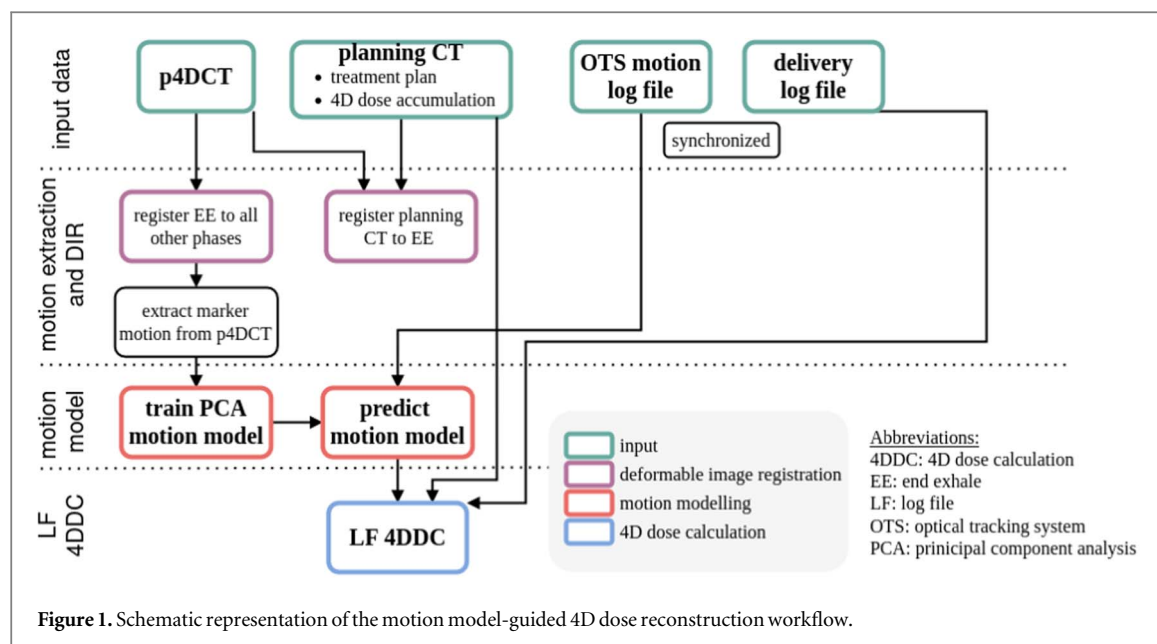 input data
p4DCT
planning CT
• treatment plan
• 4D dose accumulation
OTS motion
log file
delivery
log file
synchronized
motion extraction
and DIR
register EE to all
other phases
register planning
CT to EE
extract marker
motion from p4DCT
motion
model
train PCA
motion model
predict
motion model
LF
4DDC
LF 4DDC
input
deformable image registration
motion modelling
4D dose calculation
Abbreviations:
4DDC: 4D dose calculation
EE: end exhale
LF: log file
OTS: optical tracking system
PCA: prinicipal component analysis
Figure 1. Schematic representation of the motion model-guided 4D dose reconstruction workflow.